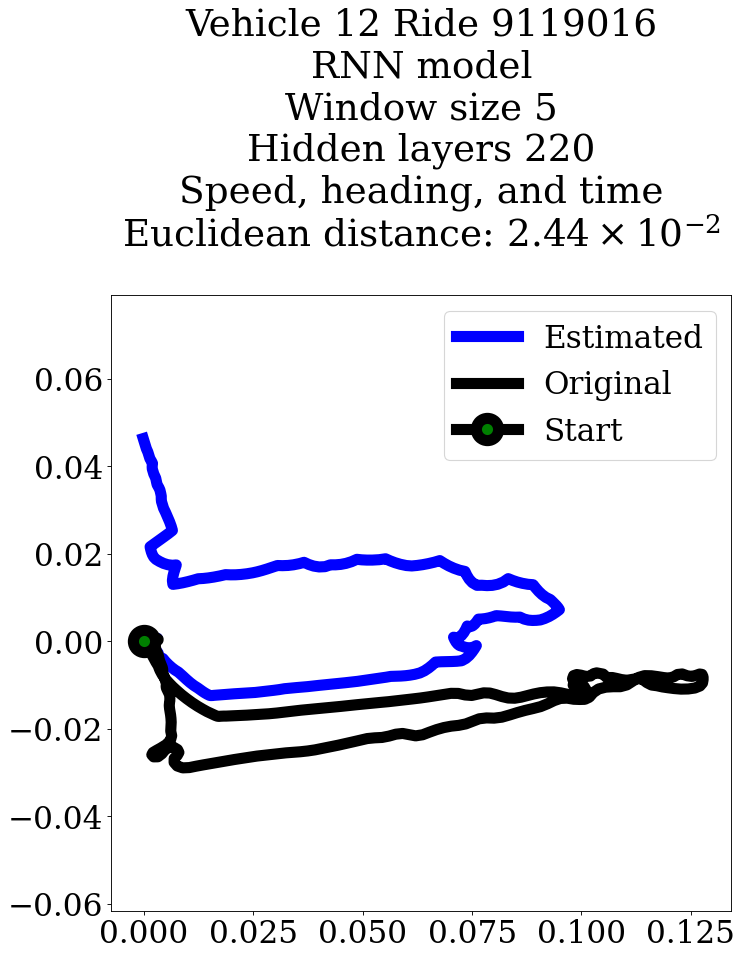 Vehicle 12 Ride 9119016
RNN model
Window size 5
Hidden layers 220
Speed, heading, and time
Euclidean distance: 2.44 × 10⁻²
Estimated
Original
Start
0.06
0.04
0.02
0.00
−0.02
−0.04
−0.06
0.000 0.025 0.050 0.075 0.100 0.125